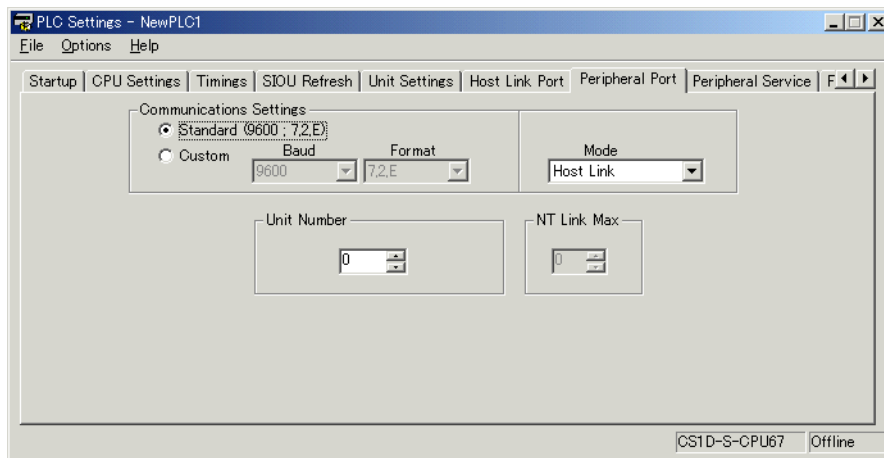 PLC Settings - NewPLC1
File Options Help
Startup CPU Settings Timings SIOU Refresh Unit Settings Host Link Port Peripheral Port Peripheral Service F
Communications Settings
Standard (9600 ; 7,2,E)
Custom Baud Format Mode
9600 7,2,E Host Link
Unit Number NT Link Max
0 0
CS1D-S-CPU67 Offline